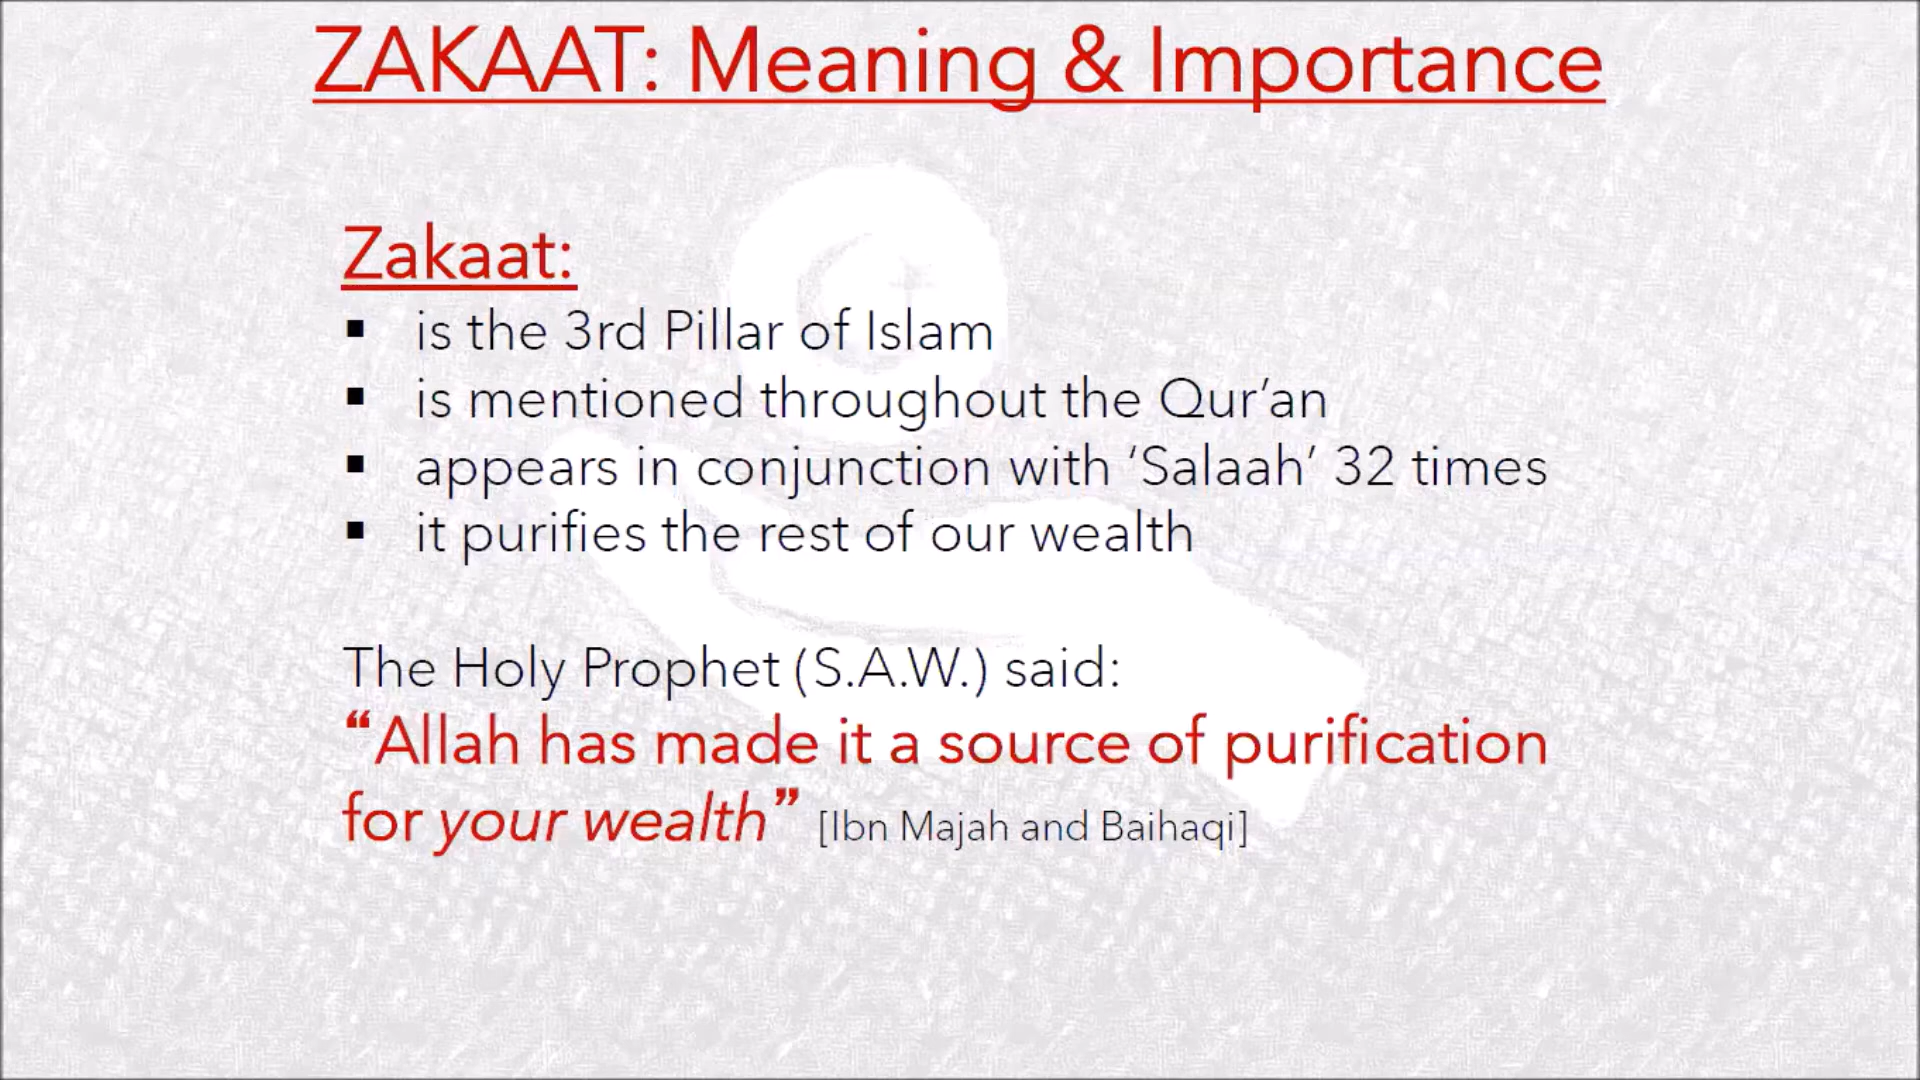 ZAKAAT: Meaning & Importance
Zakaat:
▪ is the 3rd Pillar of Islam
▪ is mentioned throughout the Qur’an
▪ appears in conjunction with ‘Salaah’ 32 times
▪ it purifies the rest of our wealth
The Holy Prophet (S.A.W.) said:
“Allah has made it a source of purification
for your wealth” [Ibn Majah and Baihaqi]